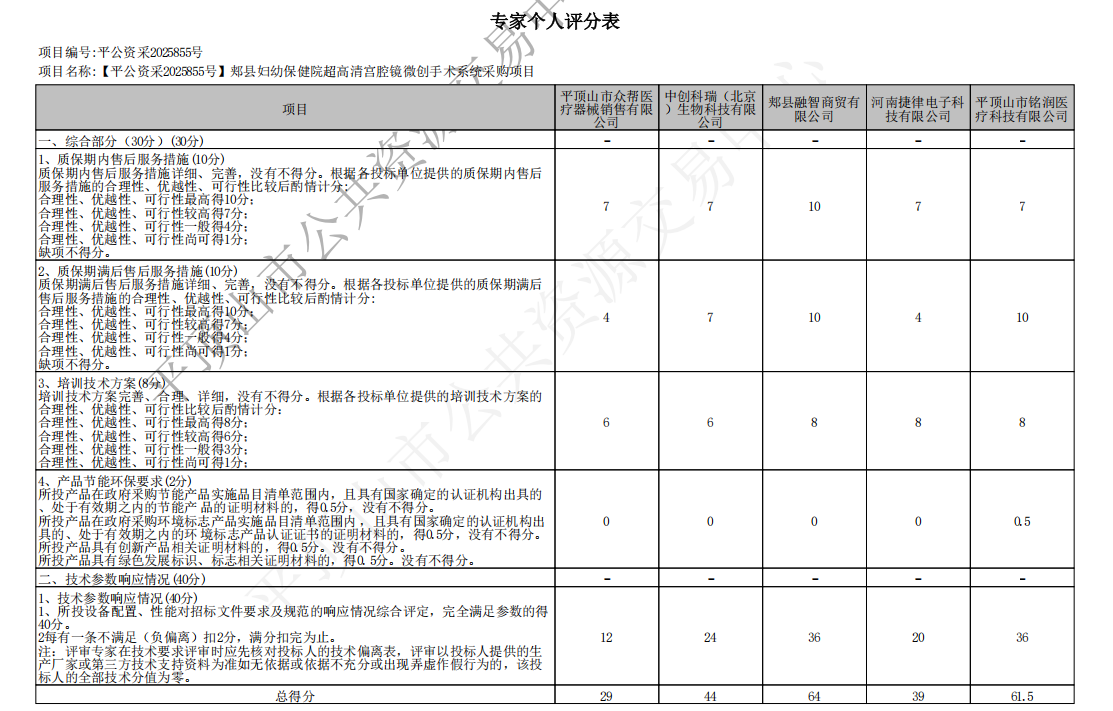 专家个人评分表
项目编号:平公资采2025855号
项目名称:【平公资采2025855号】郏县妇幼保健院超高清宫腔镜微创手术系统采购项目
项目
平顶山市众帮医
疗器械销售有限
公司
中创科瑞（北京
）生物科技有限
公司
郏县融智商贸有
限公司
河南捷律电子科
技有限公司
平顶山市铭润医
疗科技有限公司
一、综合部分（30分）(30分)
-
-
-
-
-
1、质保期内售后服务措施(10分)
质保期内售后服务措施详细、完善，没有不得分。根据各投标单位提供的质保期内售后
服务措施的合理性、优越性、可行性比较后酌情计分:
合理性、优越性、可行性最高得10分;
合理性、优越性、可行性较高得7分;
合理性、优越性、可行性一般得4分;
合理性、优越性、可行性尚可得1分;
缺项不得分。
7
7
10
7
7
2、质保期满后售后服务措施(10分)
质保期满后售后服务措施详细、完善，没有不得分。根据各投标单位提供的质保期满后
售后服务措施的合理性、优越性、可行性比较后酌情计分:
合理性、优越性、可行性最高得10分;
合理性、优越性、可行性较高得7分;
合理性、优越性、可行性一般得4分;
合理性、优越性、可行性尚可得1分;
缺项不得分。
4
7
10
4
10
3、培训技术方案(8分)
培训技术方案完善、合理、详细，没有不得分。根据各投标单位提供的培训技术方案的
合理性、优越性、可行性比较后酌情计分:
合理性、优越性、可行性最高得8分;
合理性、优越性、可行性较高得6分;
合理性、优越性、可行性一般得3分;
合理性、优越性、可行性尚可得1分;
6
6
8
8
8
4、产品节能环保要求(2分)
所投产品在政府采购节能产品实施品目清单范围内，且具有国家确定的认证机构出具的
、处于有效期之内的节能产 品的证明材料的，得0.5分，没有不得分。
所投产品在政府采购环境标志产品实施品目清单范围内 ，且具有国家确定的认证机构出
具的、处于有效期之内的环 境标志产品认证证书的证明材料的，得0.5分，没有不得分。
所投产品具有创新产品相关证明材料的，得0.5分。没有不得分。
所投产品具有绿色发展标识、标志相关证明材料的，得0.5分。没有不得分。
0
0
0
0
0.5
二、技术参数响应情况(40分)
-
-
-
-
-
1、技术参数响应情况(40分)
1、所投设备配置、性能对招标文件要求及规范的响应情况综合评定，完全满足参数的得
40分。
2每有一条不满足（负偏离）扣2分，满分扣完为止。
注: 评审专家在技术要求评审时应先核对投标人的技术偏离表，评审以投标人提供的生
产厂家或第三方技术支持资料为准如无依据或依据不充分或出现弄虚作假行为的，该投
标人的全部技术分值为零。
12
24
36
20
36
总得分
29
44
64
39
61.5
平顶山市公共资源交易中
平顶山市公共资源交易中心